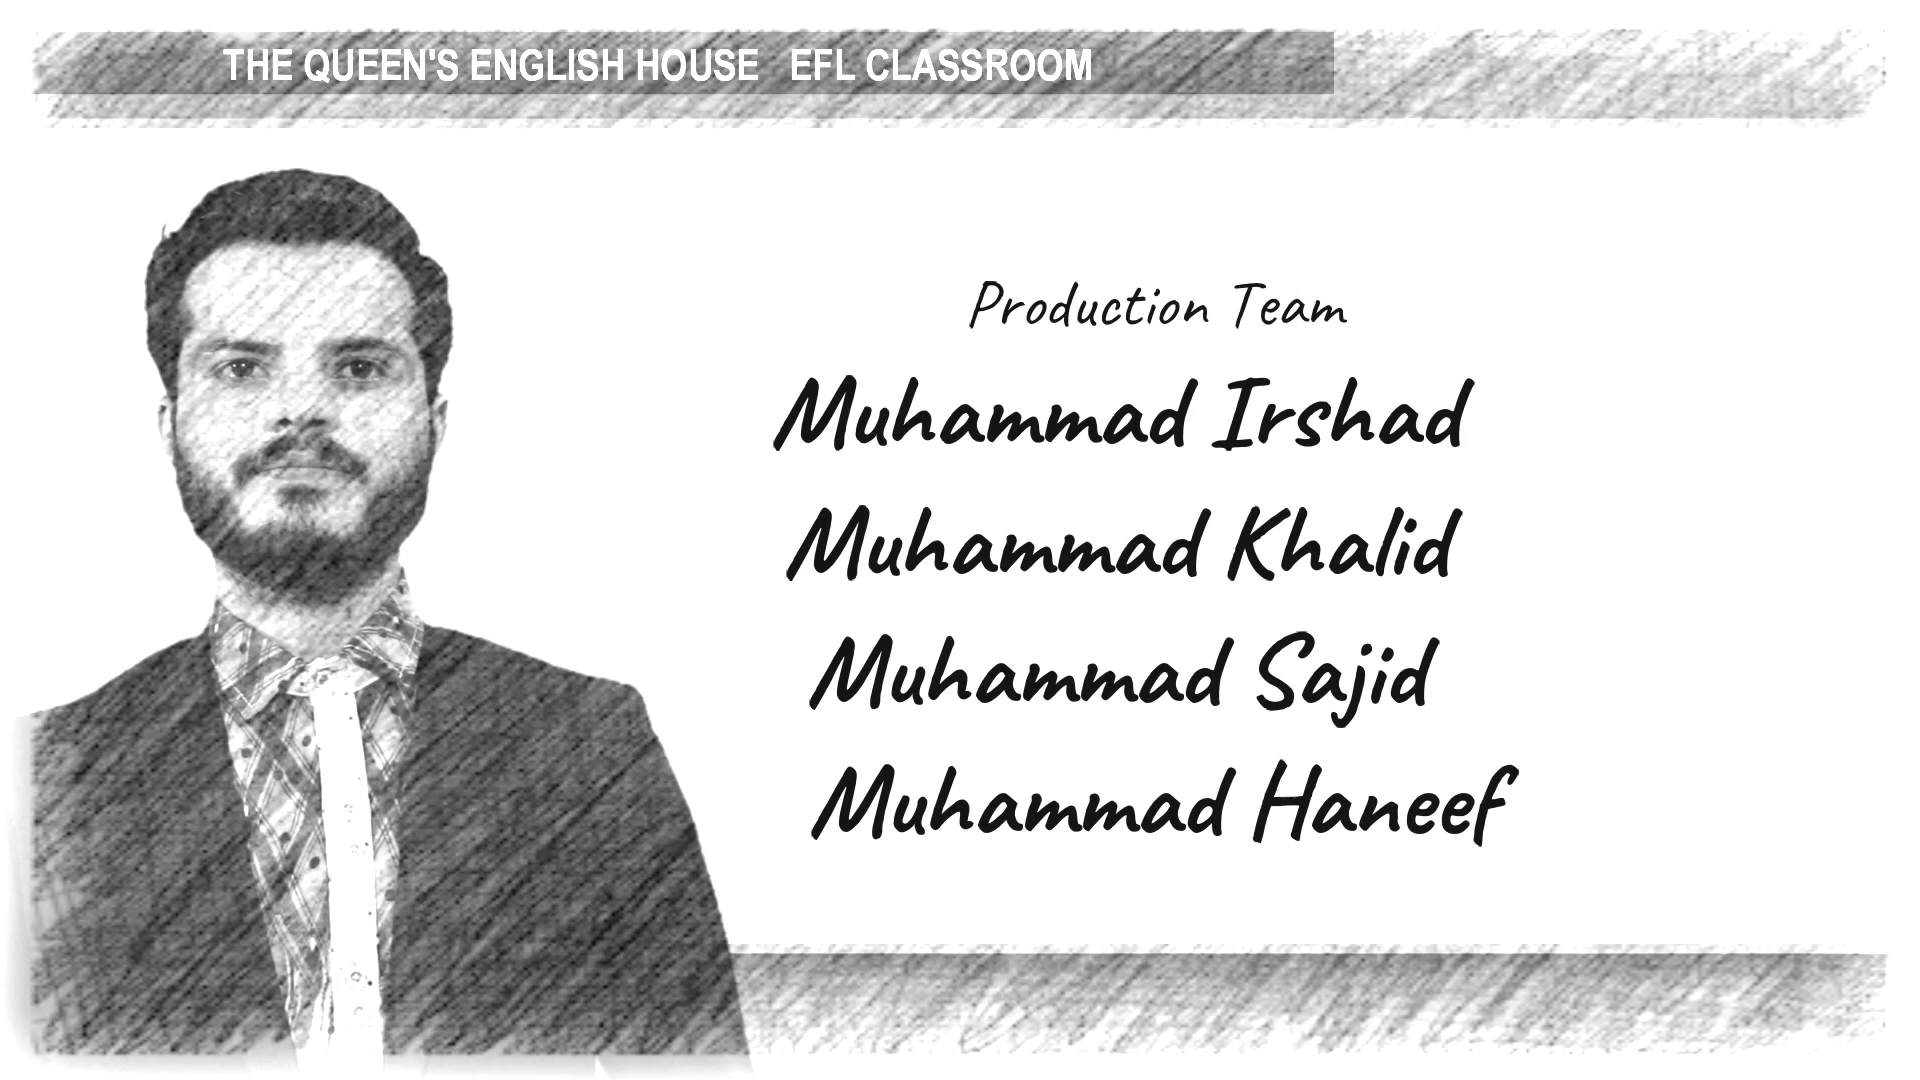 THE QUEEN'S ENGLISH HOUSE EFL CLASSROOM
Production Team
Muhammad Irshad
Muhammad Khalid
Muhammad Sajid
Muhammad Haneef